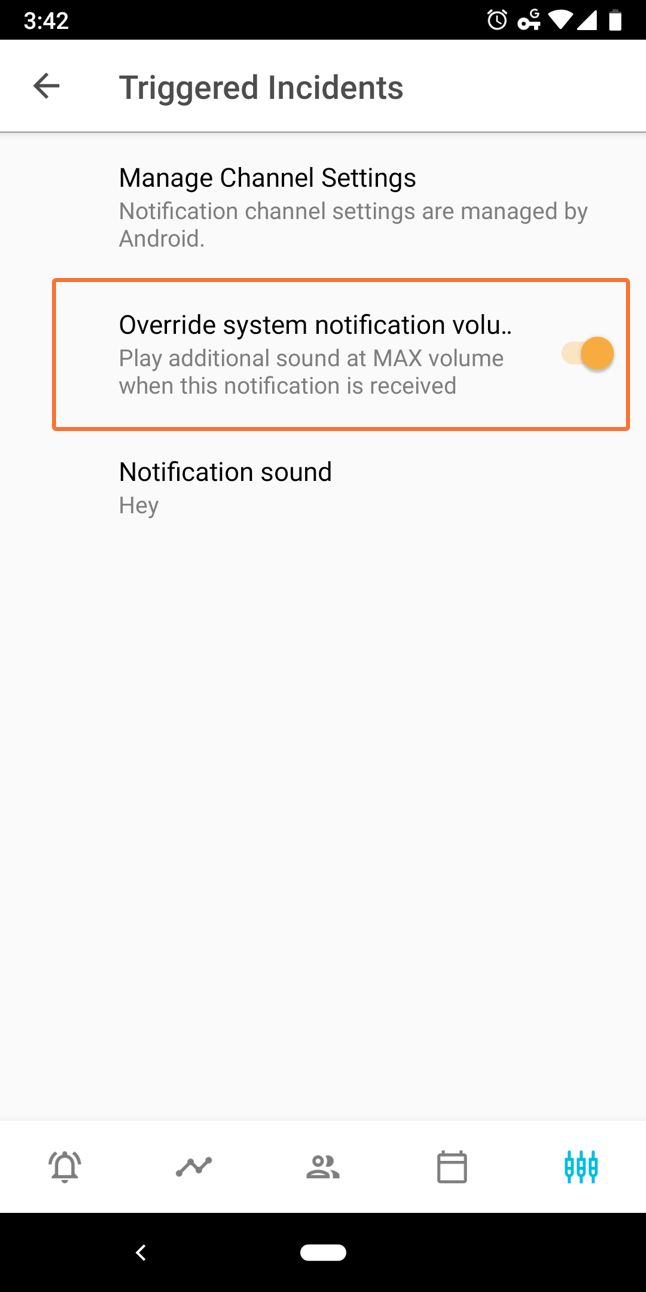 3:42
G
Triggered Incidents
Manage Channel Settings
Notification channel settings are managed by
Android.
Override system notification volu..
Play additional sound at MAX volume
when this notification is received
Notification sound
Hey